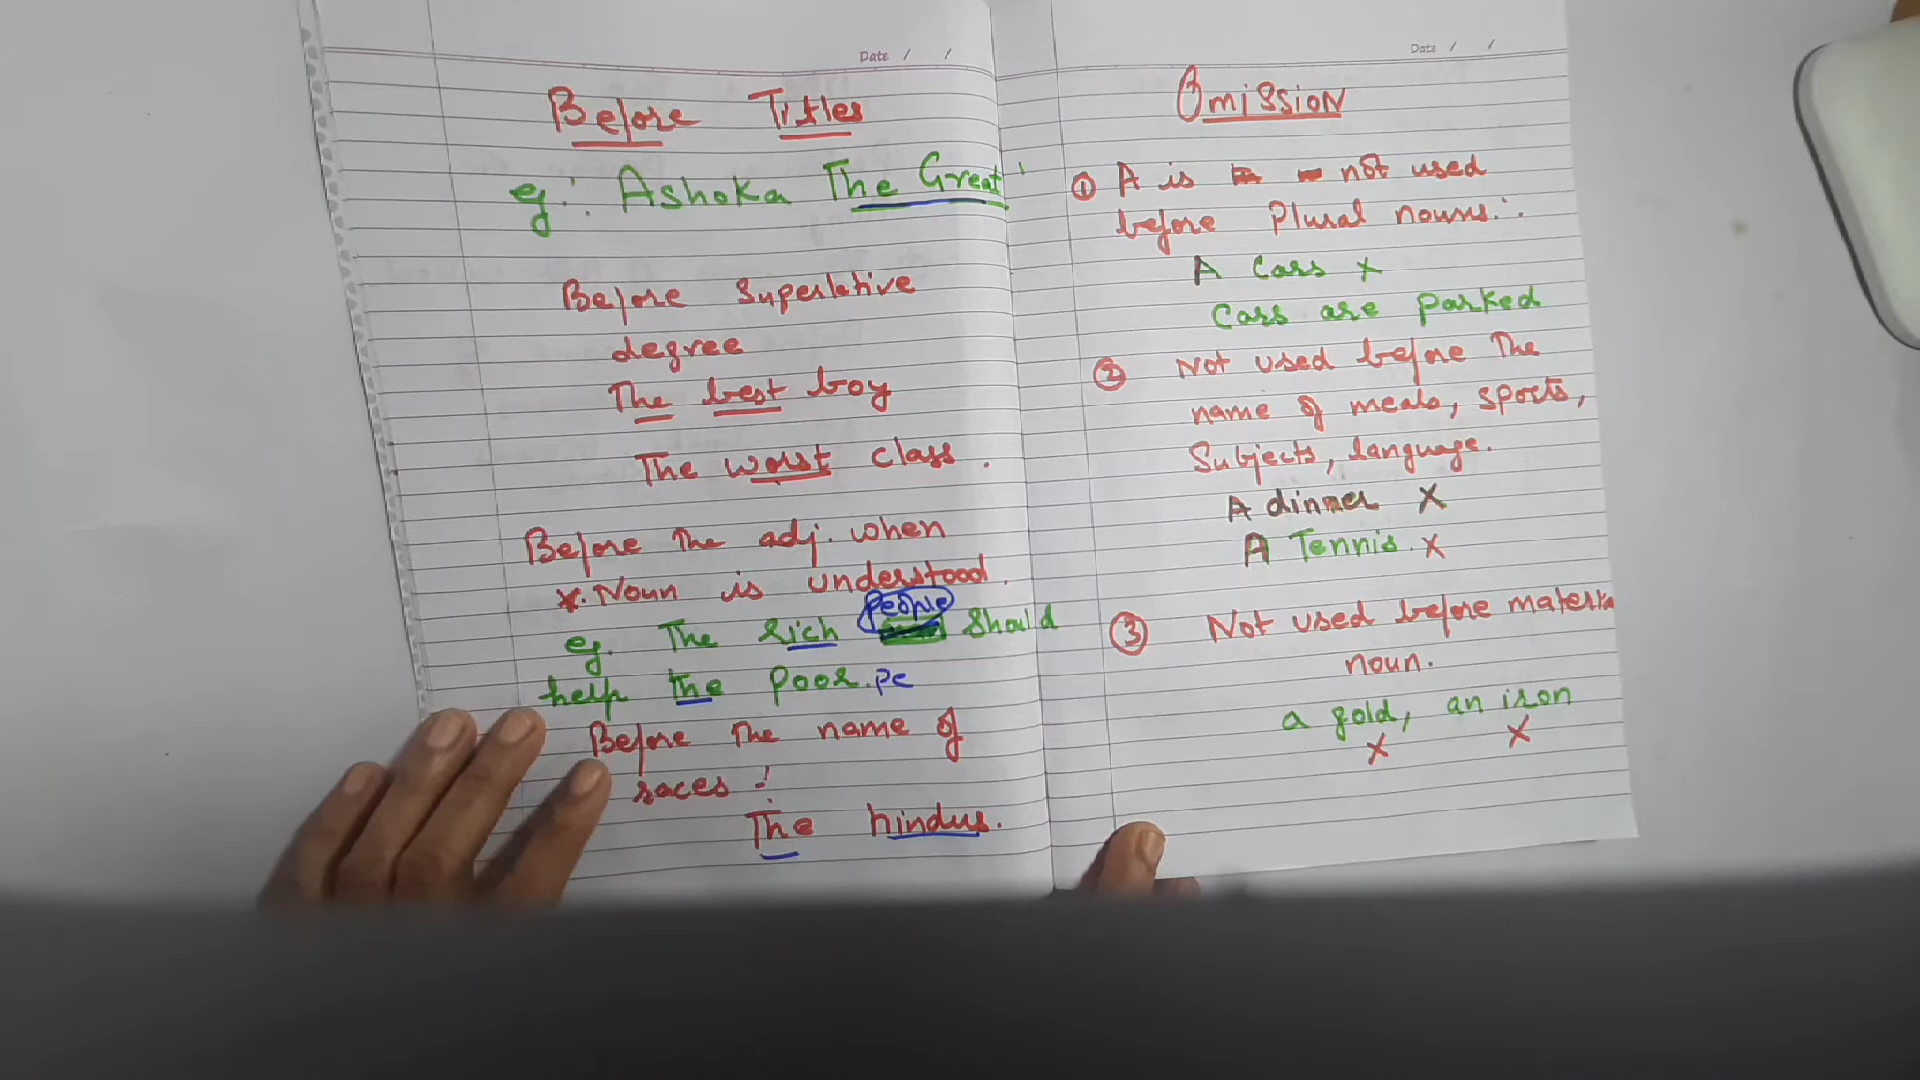 Date / /
Before Titles
eg:. Ashoka The Great
Before Superlative
degree
The best boy
The worst class.
Before the adj. when
Noun is understood.
people
eg. The rich should
help the poor. pe
Before the name of
races :
The hindus.
Date / /
Omission
① A is not used
before Plural nouns:.
A cars ×
Cars are parked
② Not used before the
name of meals, sports,
Subjects, language.
A dinner ×
A Tennis. ×
③ Not used before materia
noun.
a gold, an iron
× ×